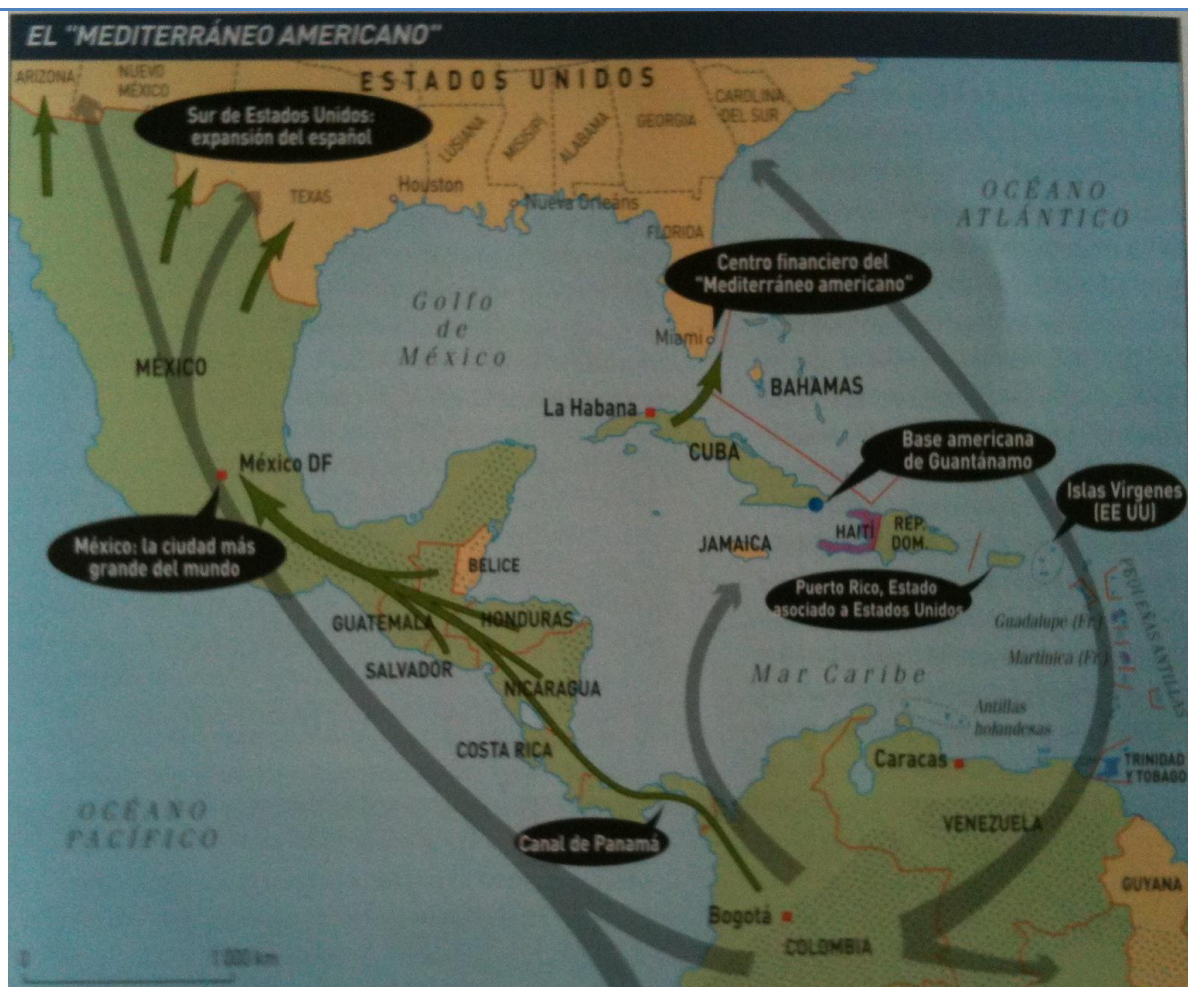 EL "MEDITERRÁNEO AMERICANO"
ARIZONA
NUEVO
MÉXICO
ESTADOS UNIDOS
CAROLINA
DEL SUR
Sur de Estados Unidos:
expansión del español
LUSIANA
MISISIPÍ
ALABAMA
GEORGIA
TEXAS
Houston
Nueva Orleáns
FLORIDA
OCÉANO
ATLÁNTICO
Centro financiero del
"Mediterráneo americano"
Golfo
de
México
Miami
MÉXICO
BAHAMAS
La Habana
CUBA
Base americana
de Guantánamo
México DF
Islas Vírgenes
(EE UU)
México: la ciudad más
grande del mundo
BELICE
JAMAICA
HAITÍ
REP.
DOM.
Puerto Rico, Estado
asociado a Estados Unidos
PEQUEÑAS ANTILLAS
GUATEMALA
HONDURAS
Guadalupe (Fr.)
Martinica (Fr.)
SALVADOR
NICARAGUA
Mar Caribe
Antillas
holandesas
COSTA RICA
Caracas
TRINIDAD
Y TOBAGO
OCÉANO
PACÍFICO
Canal de Panamá
VENEZUELA
GUYANA
Bogotá
COLOMBIA
0 1 000 km